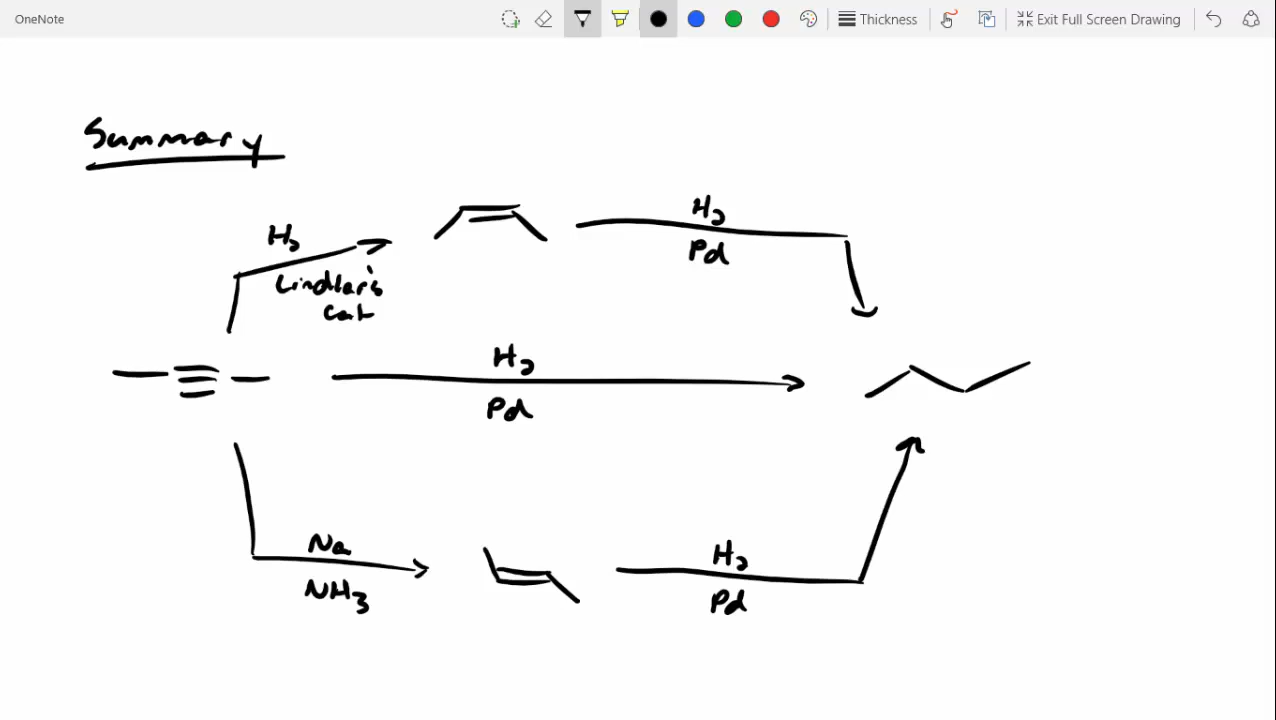 OneNote
Thickness
Exit Full Screen Drawing
Summary
H2
Pd
H2
Lindlar's
cat
H2
Pd
Na
NH3
H2
Pd